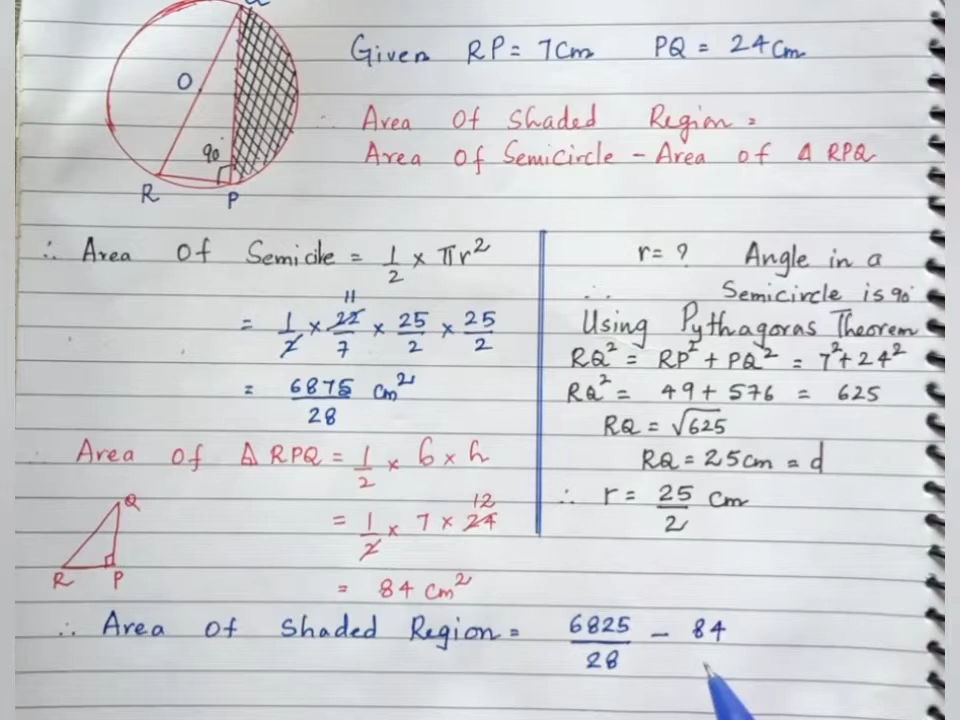 Q
Given RP = 7cm PQ = 24cm
O
∴ Area Of Shaded Region =
Area Of Semicircle - Area of Δ RPQ
90°
R
P
∴ Area Of Semicile = 1/2 × πr²
= 1/2 × 22/7 × 25/2 × 25/2
11
= 6875/28 cm²
Area Of Δ RPQ = 1/2 × b × h
= 1/2 × 7 × 24
12
Q
R P
= 84 cm²
r = ? Angle in a
∴ Semicircle is 90°
Using Pythagoras Theorem
RQ² = RP² + PQ² = 7² + 24²
RQ² = 49 + 576 = 625
RQ = √625
RQ = 25cm = d
∴ r = 25/2 cm
∴ Area Of Shaded Region = 6825/28 - 84